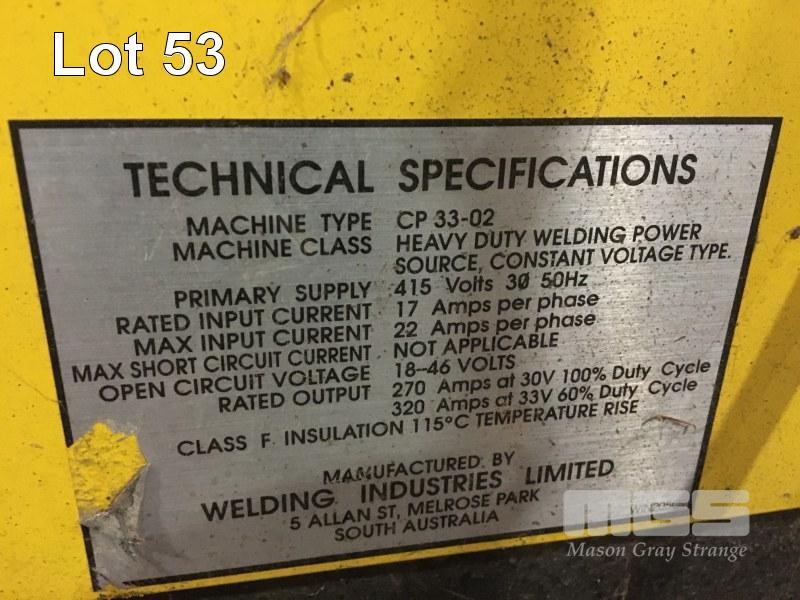 Lot 53
TECHNICAL SPECIFICATIONS
MACHINE TYPE CP 33-02
MACHINE CLASS HEAVY DUTY WELDING POWER
SOURCE, CONSTANT VOLTAGE TYPE.
PRIMARY SUPPLY 415 Volts 3Ø 50Hz
RATED INPUT CURRENT 17 Amps per phase
MAX INPUT CURRENT 22 Amps per phase
MAX SHORT CIRCUIT CURRENT NOT APPLICABLE
OPEN CIRCUIT VOLTAGE 18--46 VOLTS
RATED OUTPUT 270 Amps at 30V 100% Duty Cycle
320 Amps at 33V 60% Duty Cycle
CLASS F. INSULATION 115°C TEMPERATURE RISE
MANUFACTURED BY
WELDING INDUSTRIES LIMITED
5 ALLAN ST, MELROSE PARK
SOUTH AUSTRALIA
MGS
Mason Gray Strange